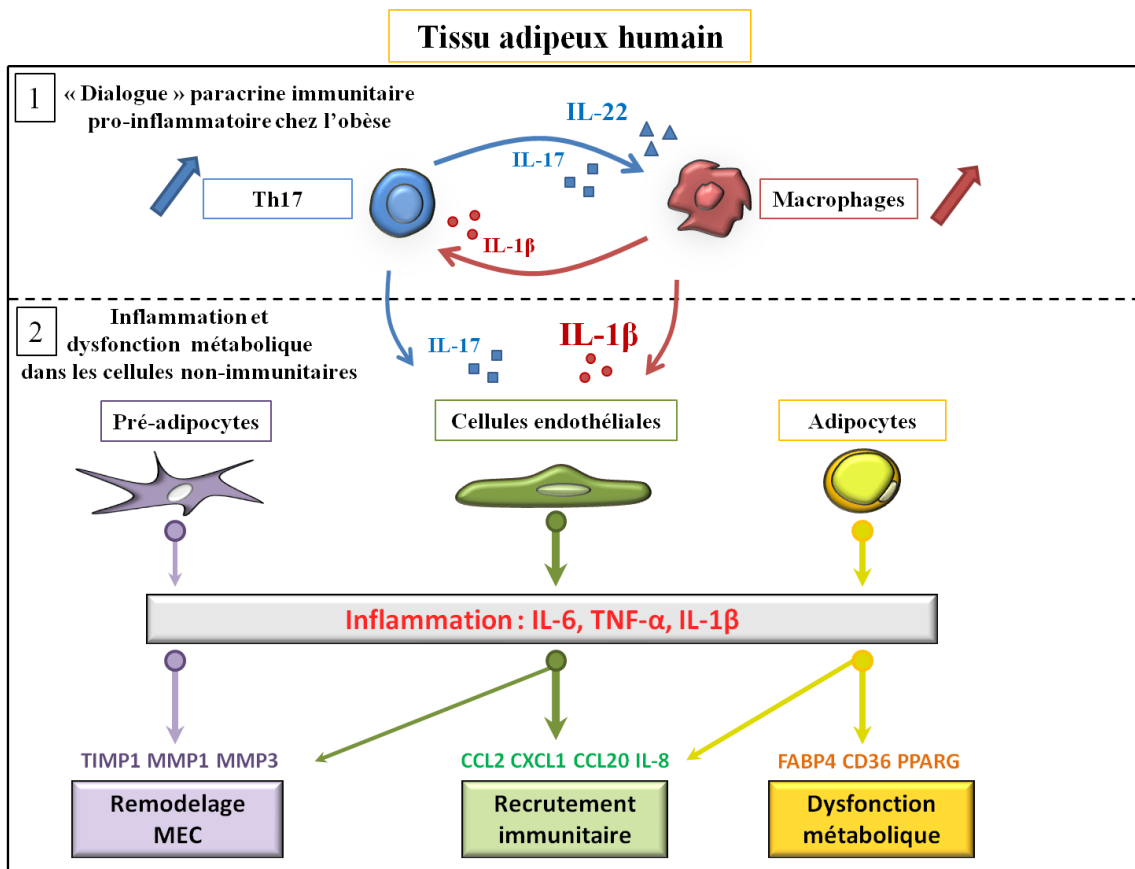 Tissu adipeux humain
1
« Dialogue » paracrine immunitaire
pro-inflammatoire chez l’obèse
IL-22
IL-17
Th17
Macrophages
IL-1β
2
Inflammation et
dysfonction métabolique
dans les cellules non-immunitaires
IL-17
IL-1β
Pré-adipocytes
Cellules endothéliales
Adipocytes
Inflammation : IL-6, TNF-α, IL-1β
TIMP1 MMP1 MMP3
CCL2 CXCL1 CCL20 IL-8
FABP4 CD36 PPARG
Remodelage
MEC
Recrutement
immunitaire
Dysfonction
métabolique